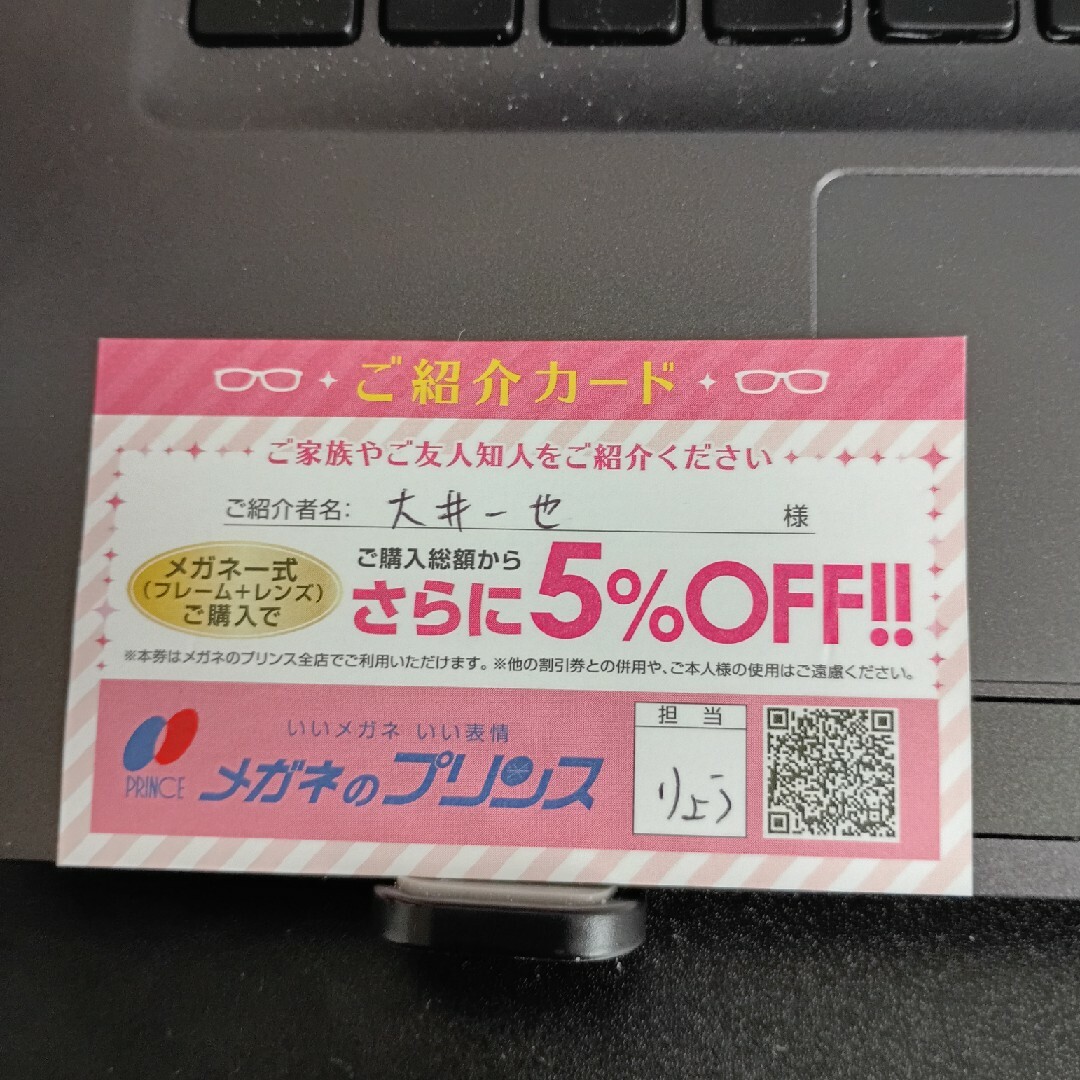 ご紹介カード
ご家族やご友人知人をご紹介ください
ご紹介者名: 大井一也 様
メガネ一式
(フレーム+レンズ)
ご購入で
ご購入総額から
さらに5%OFF!!
※本券はメガネのプリンス全店でご利用いただけます。※他の割引券との併用や、ご本人様の使用はご遠慮ください。
PRINCE
いいメガネ いい表情
メガネのプリンス
担当
りょう